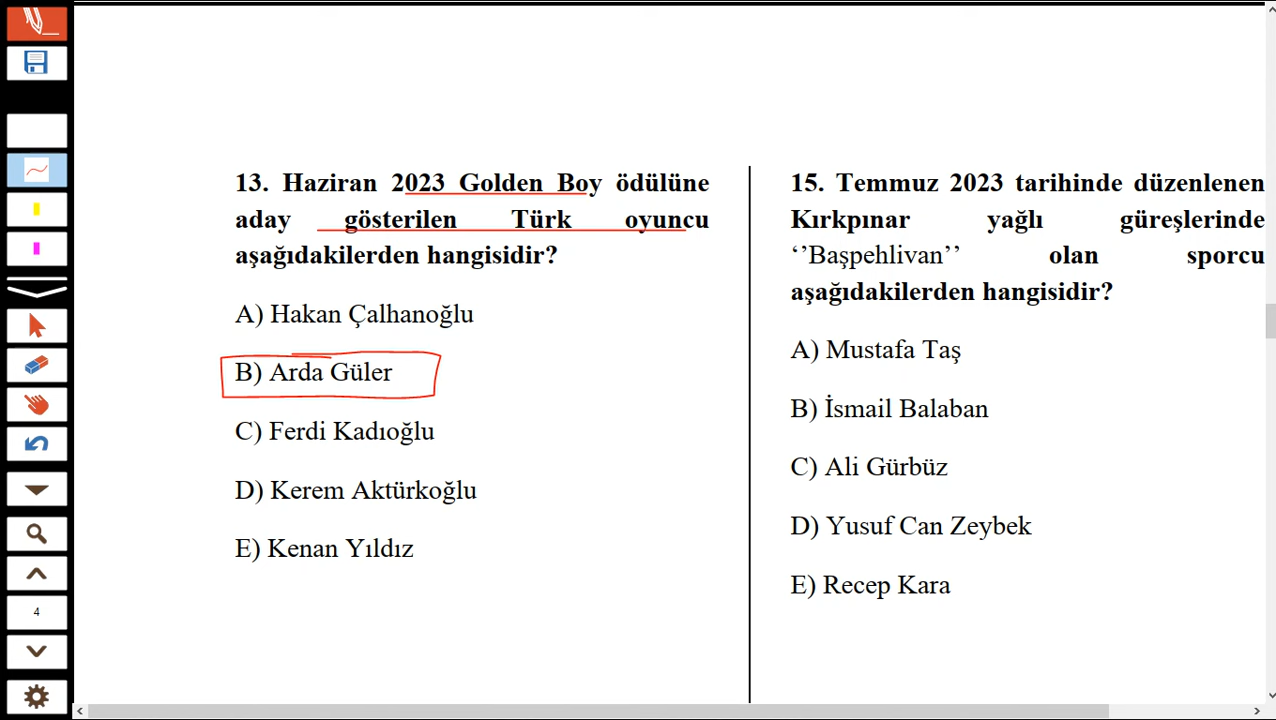 13. Haziran 2023 Golden Boy ödülüne
aday gösterilen Türk oyuncu
aşağıdakilerden hangisidir?
A) Hakan Çalhanoğlu
B) Arda Güler
C) Ferdi Kadıoğlu
D) Kerem Aktürkoğlu
E) Kenan Yıldız
15. Temmuz 2023 tarihinde düzenlenen
Kırkpınar yağlı güreşlerinde
‘’Başpehlivan’’ olan sporcu
aşağıdakilerden hangisidir?
A) Mustafa Taş
B) İsmail Balaban
C) Ali Gürbüz
D) Yusuf Can Zeybek
E) Recep Kara
4